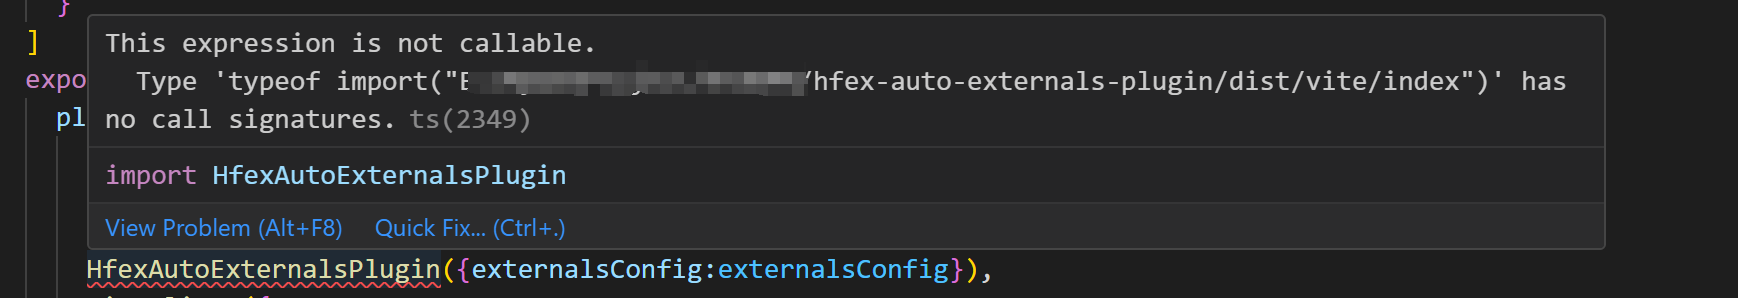 }
]
This expression is not callable.
expo
Type 'typeof import("E /hfex-auto-externals-plugin/dist/vite/index")' has
pl
no call signatures. ts(2349)
import HfexAutoExternalsPlugin
View Problem (Alt+F8) Quick Fix... (Ctrl+.)
HfexAutoExternalsPlugin({externalsConfig:externalsConfig}),